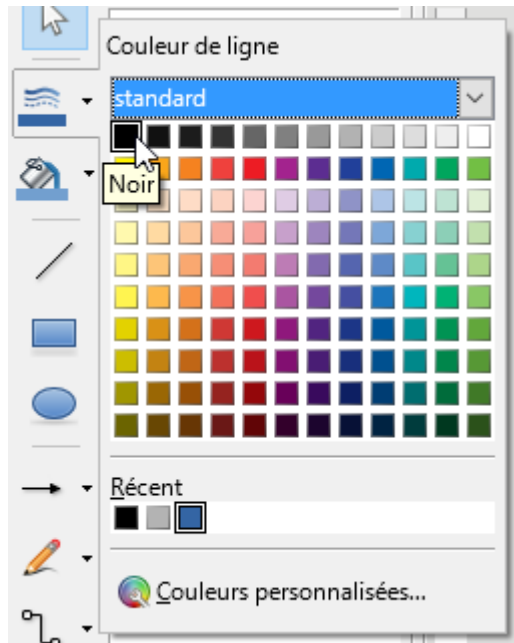 Couleur de ligne
standard
Noir
Récent
Couleurs personnalisées...